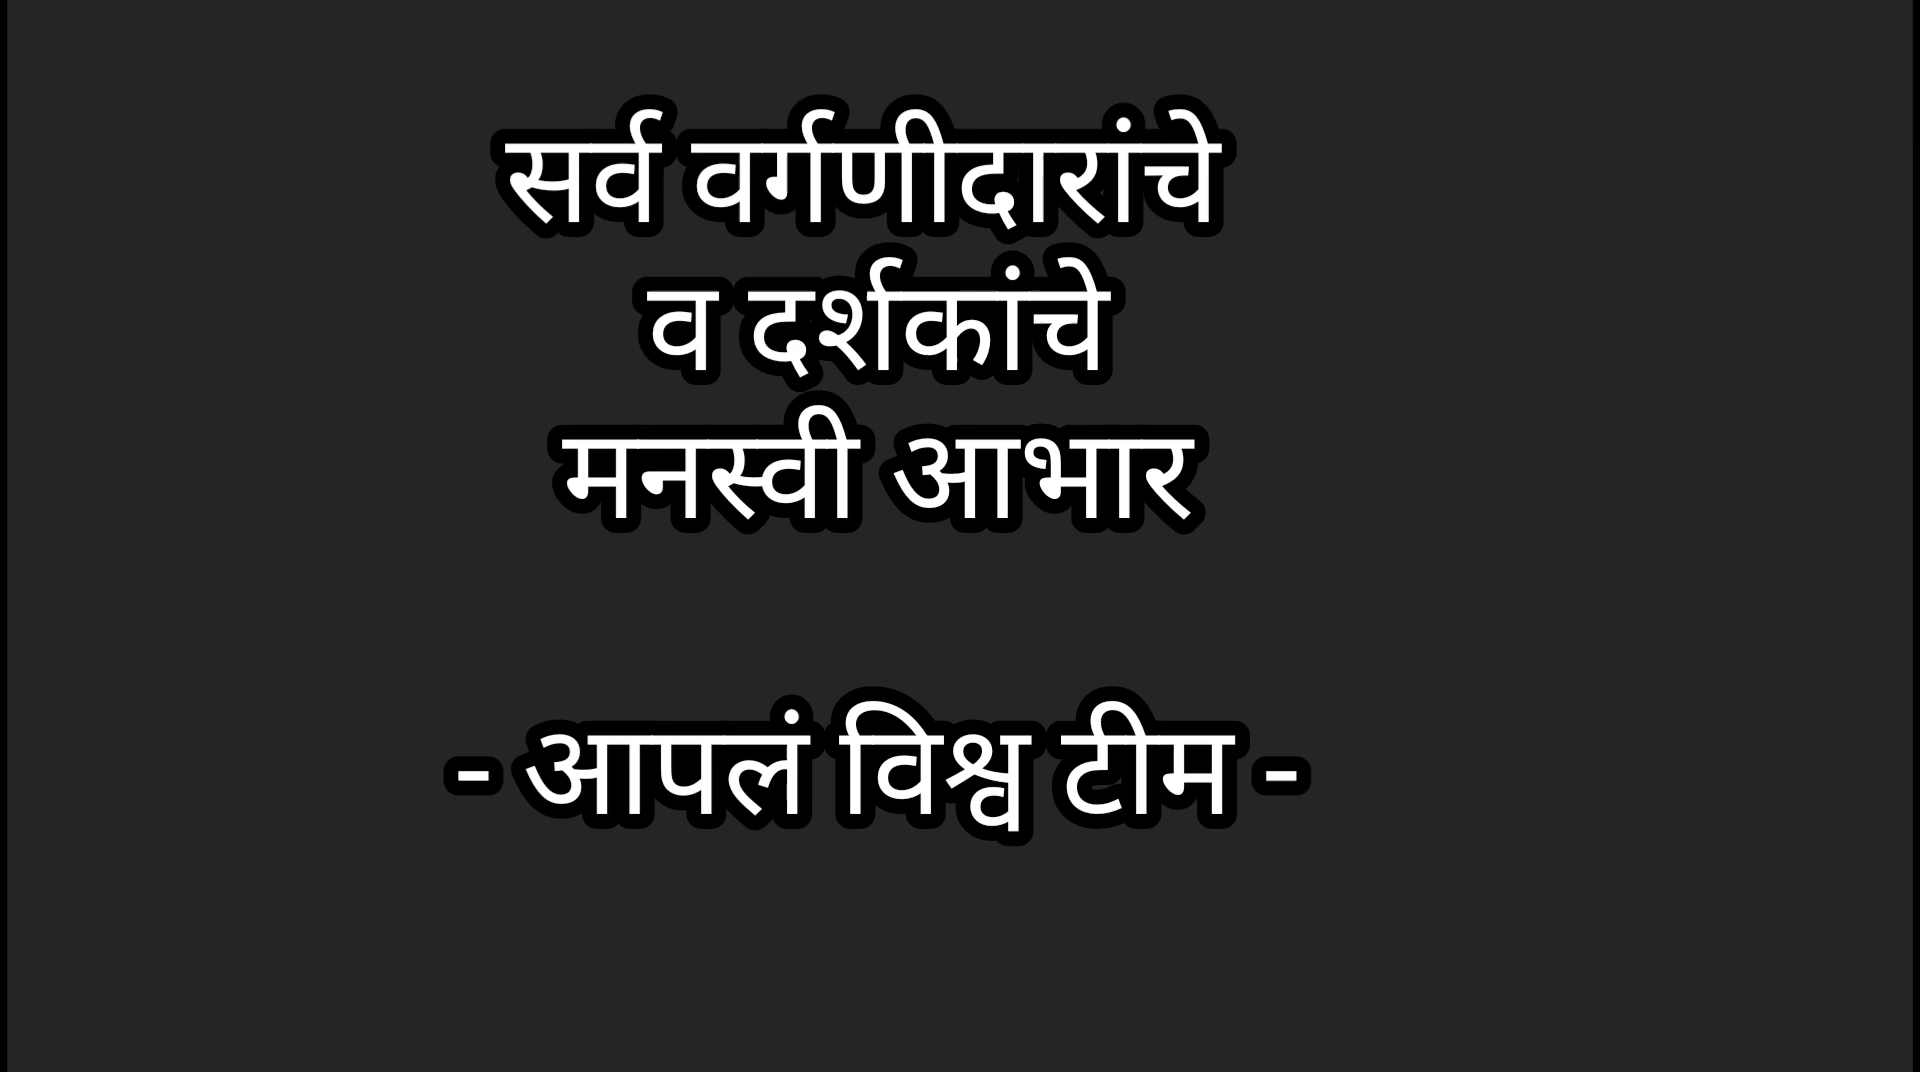 सर्व वर्गणीदारांचे
व दर्शकांचे
मनस्वी आभार
- आपलं विश्व टीम -